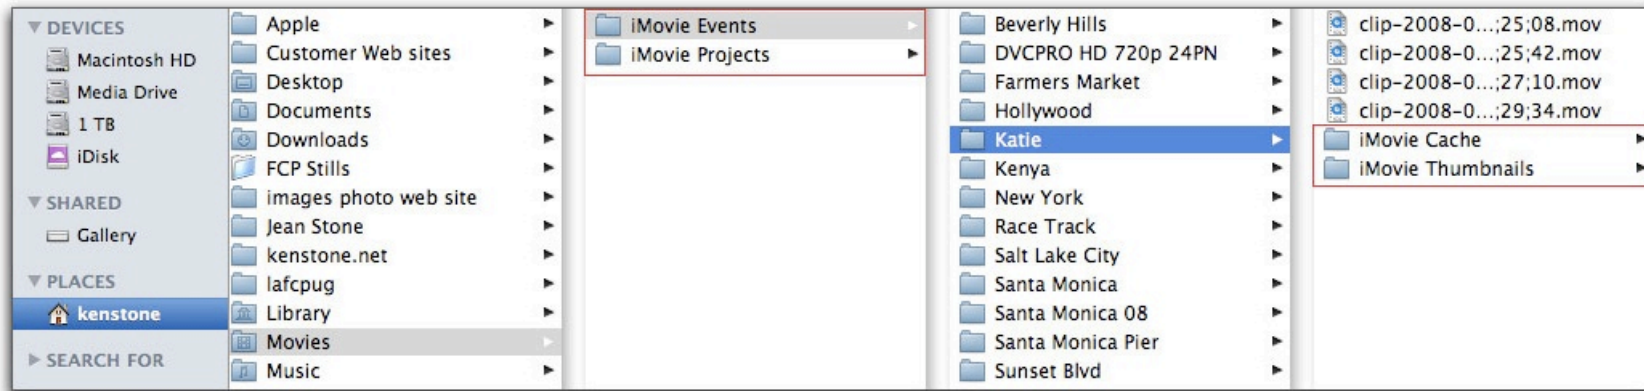 DEVICES
Macintosh HD
Media Drive
1 TB
iDisk
SHARED
Gallery
PLACES
kenstone
SEARCH FOR
Apple
Customer Web sites
Desktop
Documents
Downloads
FCP Stills
images photo web site
Jean Stone
kenstone.net
lafcpug
Library
Movies
Music
iMovie Events
iMovie Projects
Beverly Hills
DVCPRO HD 720p 24PN
Farmers Market
Hollywood
Katie
Kenya
New York
Race Track
Salt Lake City
Santa Monica
Santa Monica 08
Santa Monica Pier
Sunset Blvd
clip-2008-0...;25;08.mov
clip-2008-0...;25;42.mov
clip-2008-0...;27;10.mov
clip-2008-0...;29;34.mov
iMovie Cache
iMovie Thumbnails